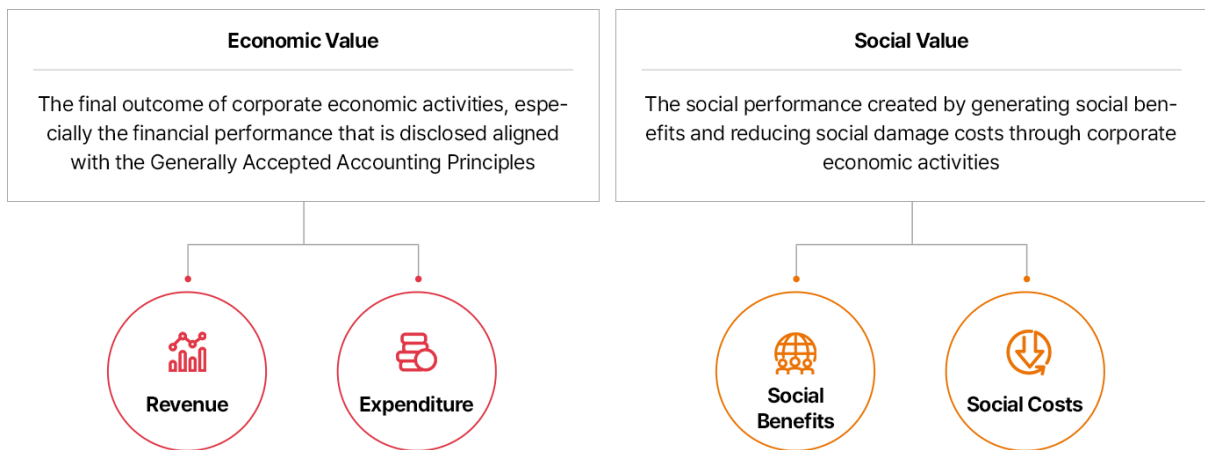 Economic Value
The final outcome of corporate economic activities, espe-
cially the financial performance that is disclosed aligned
with the Generally Accepted Accounting Principles
Revenue
Expenditure
Social Value
The social performance created by generating social ben-
efits and reducing social damage costs through corporate
economic activities
Social
Benefits
Social Costs